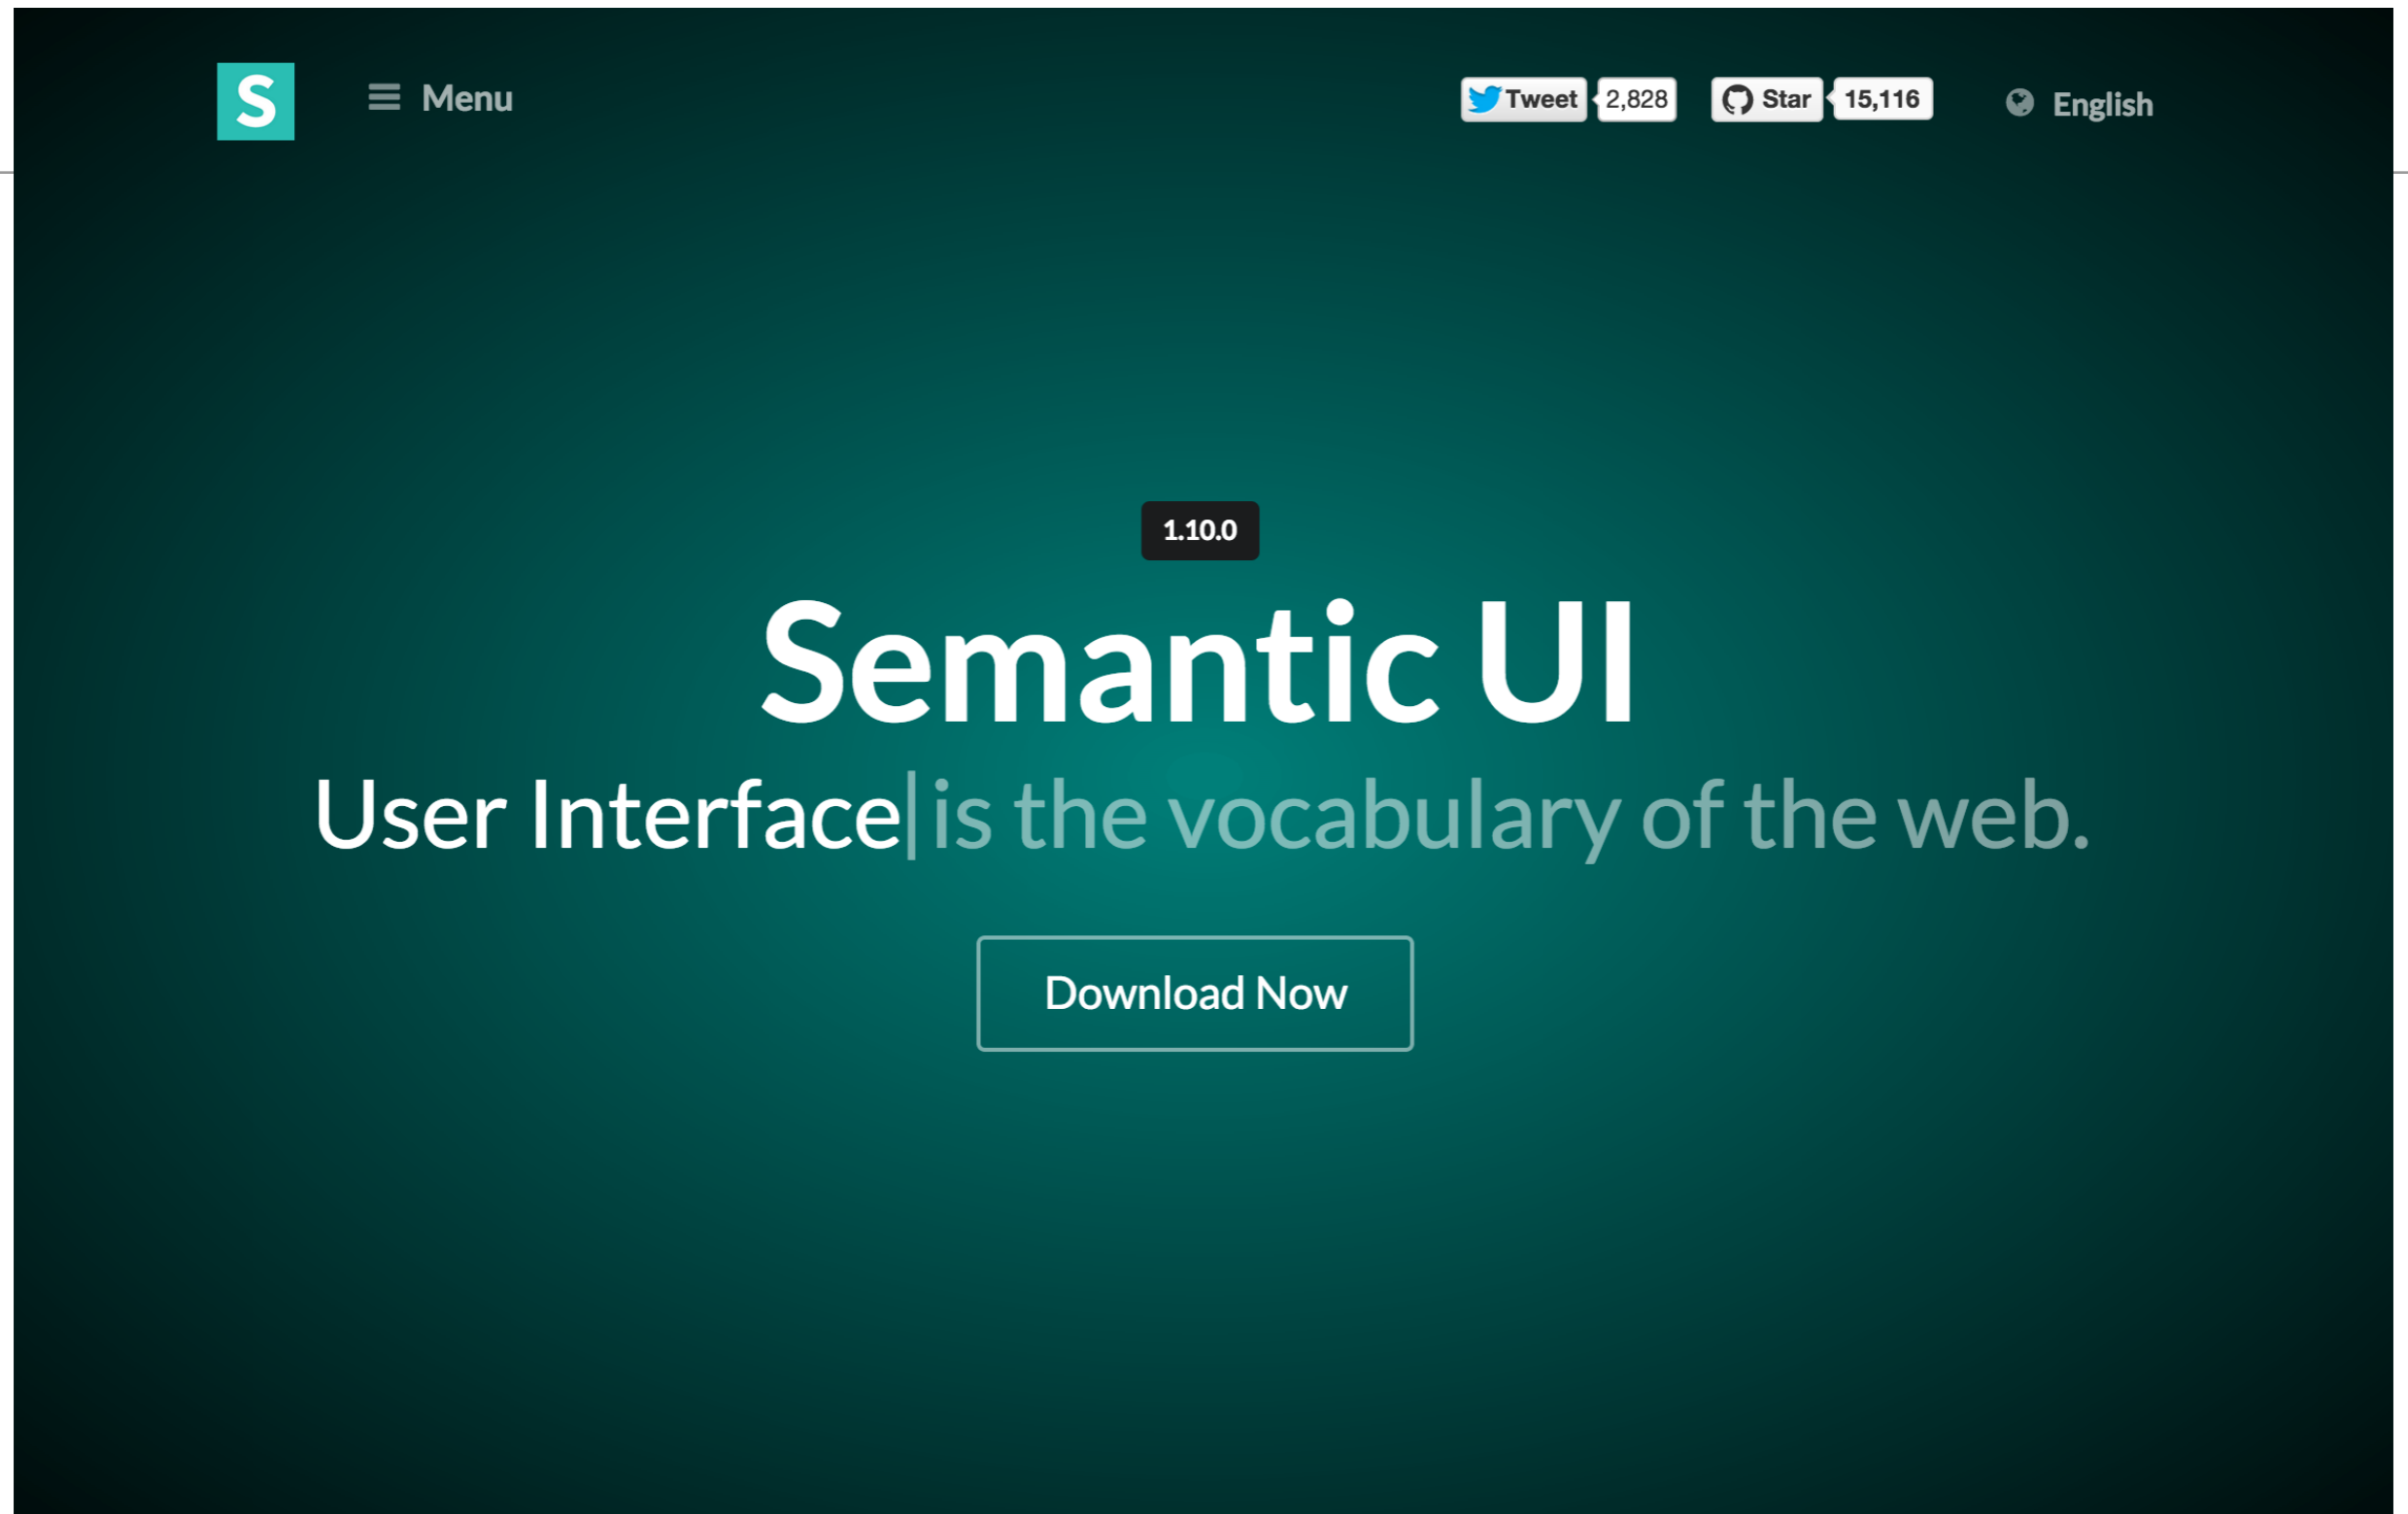 S Menu Tweet 2,828 Star 15,116 English
1.10.0
Semantic UI
User Interface is the vocabulary of the web.
Download Now